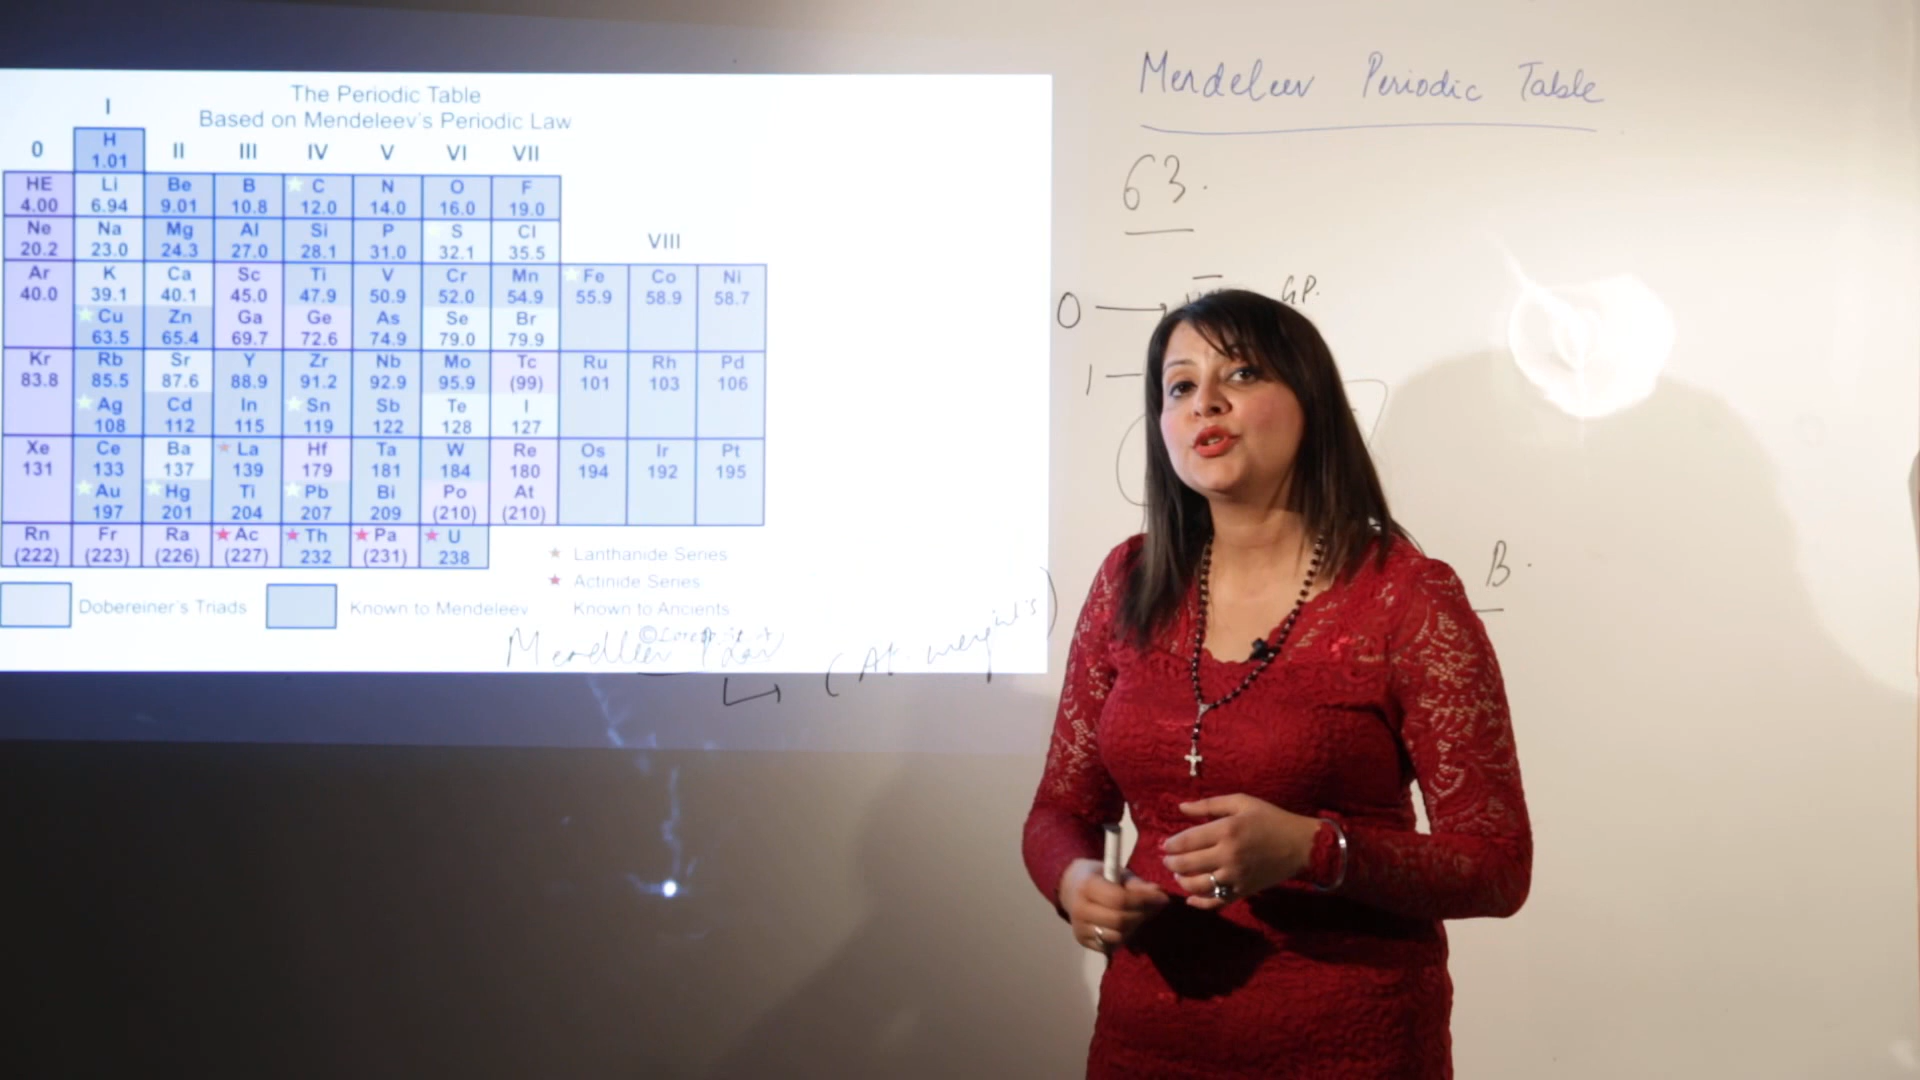 The Periodic Table
Based on Mendeleev's Periodic Law
I
0 II III IV V VI VII
H
1.01
HE Li Be B C N O F
4.00 6.94 9.01 10.8 12.0 14.0 16.0 19.0
Ne Na Mg Al Si P S Cl
20.2 23.0 24.3 27.0 28.1 31.0 32.1 35.5
VIII
Ar K Ca Sc Ti V Cr Mn Fe Co Ni
40.0 39.1 40.1 45.0 47.9 50.9 52.0 54.9 55.9 58.9 58.7
Cu Zn Ga Ge As Se Br
63.5 65.4 69.7 72.6 74.9 79.0 79.9
Kr Rb Sr Y Zr Nb Mo Tc Ru Rh Pd
83.8 85.5 87.6 88.9 91.2 92.9 95.9 (99) 101 103 106
Ag Cd In Sn Sb Te I
108 112 115 119 122 128 127
Xe Ce Ba La Hf Ta W Re Os Ir Pt
131 133 137 139 179 181 184 180 194 192 195
Au Hg Ti Pb Bi Po At
197 201 204 207 209 (210) (210)
Rn Fr Ra Ac Th Pa U
(222) (223) (226) (227) 232 (231) 238
Lanthanide Series
Actinide Series
Dobereiner's Triads Known to Mendeleev Known to Ancients
(At. weights)
Mendeleev Periodic Table
63.
0 GP.
1
B.